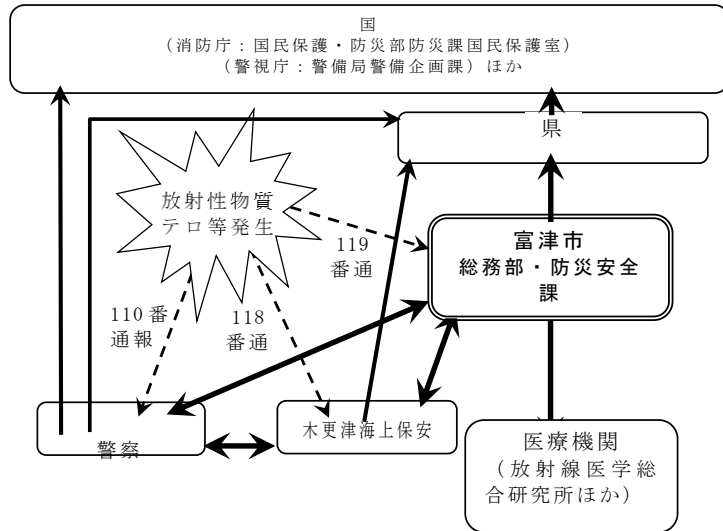 国
（消防庁：国民保護・防災部防災課国民保護室）
（警視庁：警備局警備企画課）ほか
県
放射性物質
テロ等発生
119
番通
富津市
総務部・防災安全
課
110番
通報
118
番通
警察
木更津海上保安
医療機関
（放射線医学総
合研究所ほか）